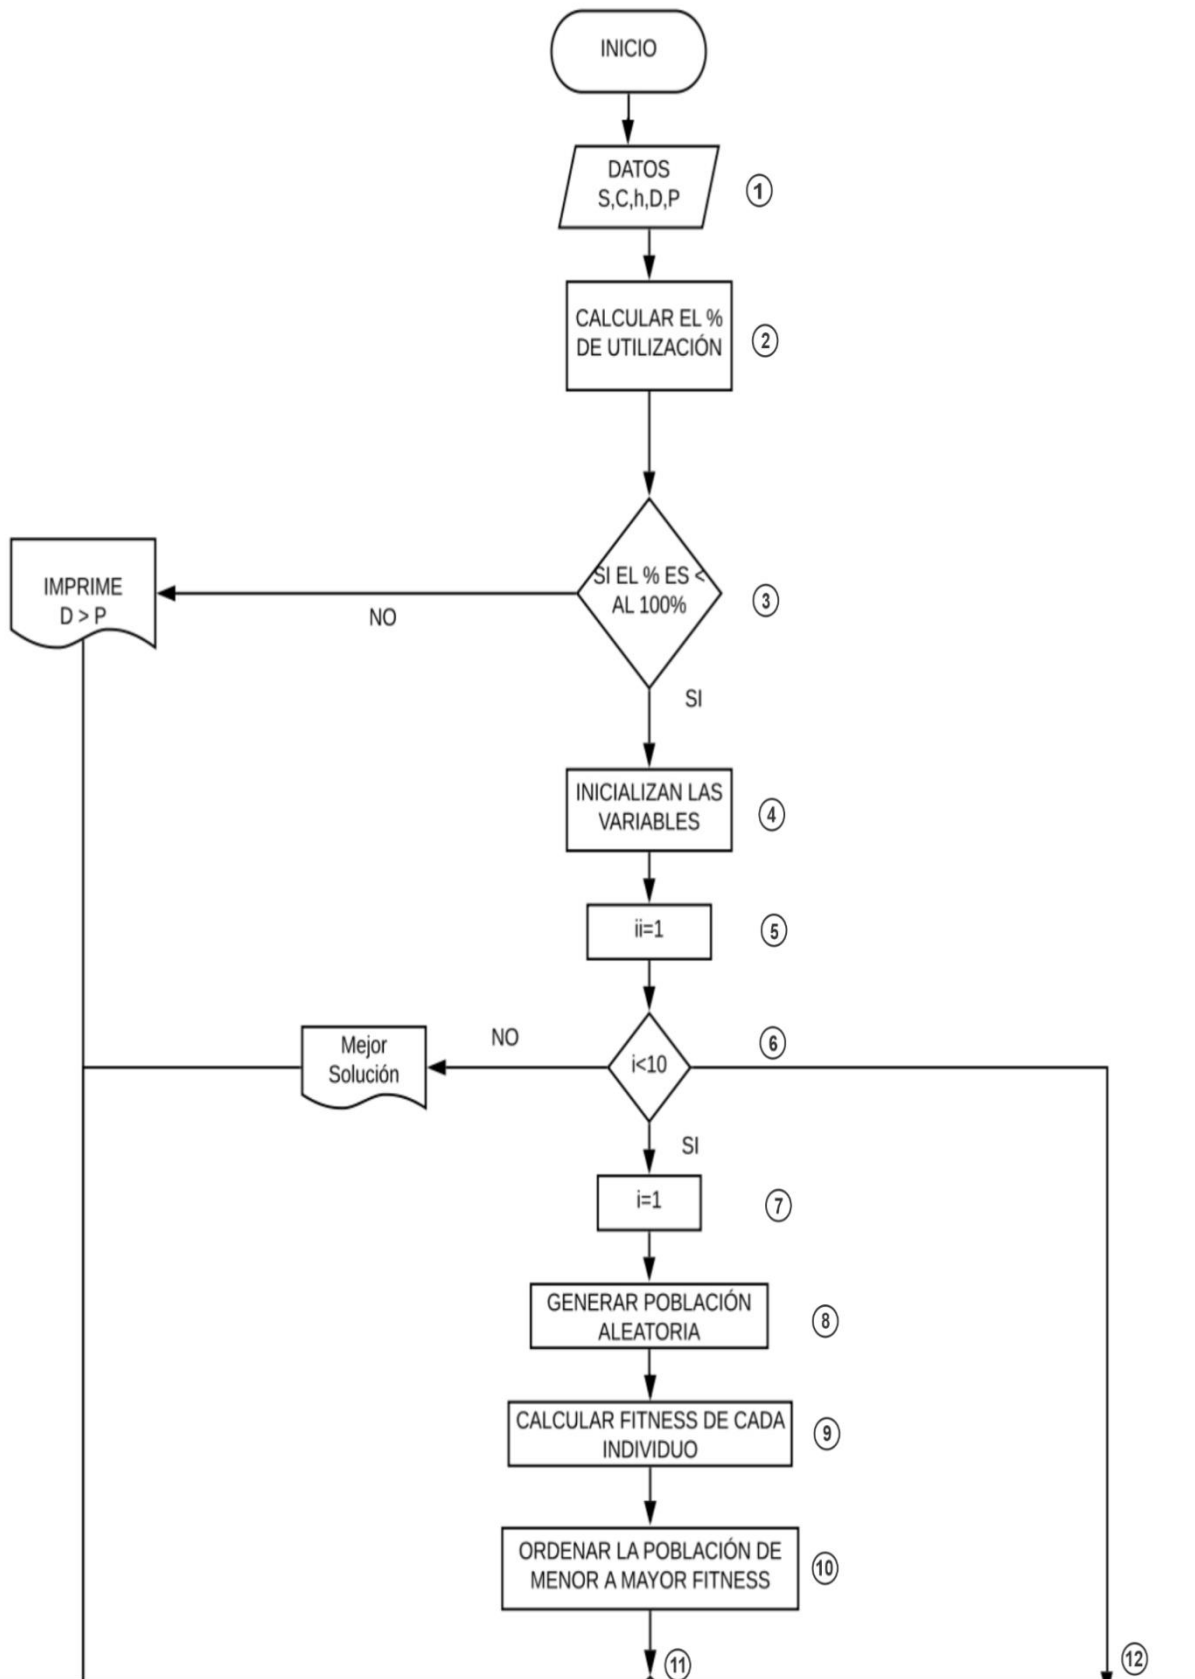 INICIO
DATOS
S,C,h,D,P
1
CALCULAR EL %
DE UTILIZACIÓN
2
SI EL % ES <
AL 100%
3
NO
IMPRIME
D > P
SI
INICIALIZAN LAS
VARIABLES
4
ii=1
5
i<10
6
NO
Mejor
Solución
SI
i=1
7
GENERAR POBLACIÓN
ALEATORIA
8
CALCULAR FITNESS DE CADA
INDIVIDUO
9
ORDENAR LA POBLACIÓN DE
MENOR A MAYOR FITNESS
10
11
12